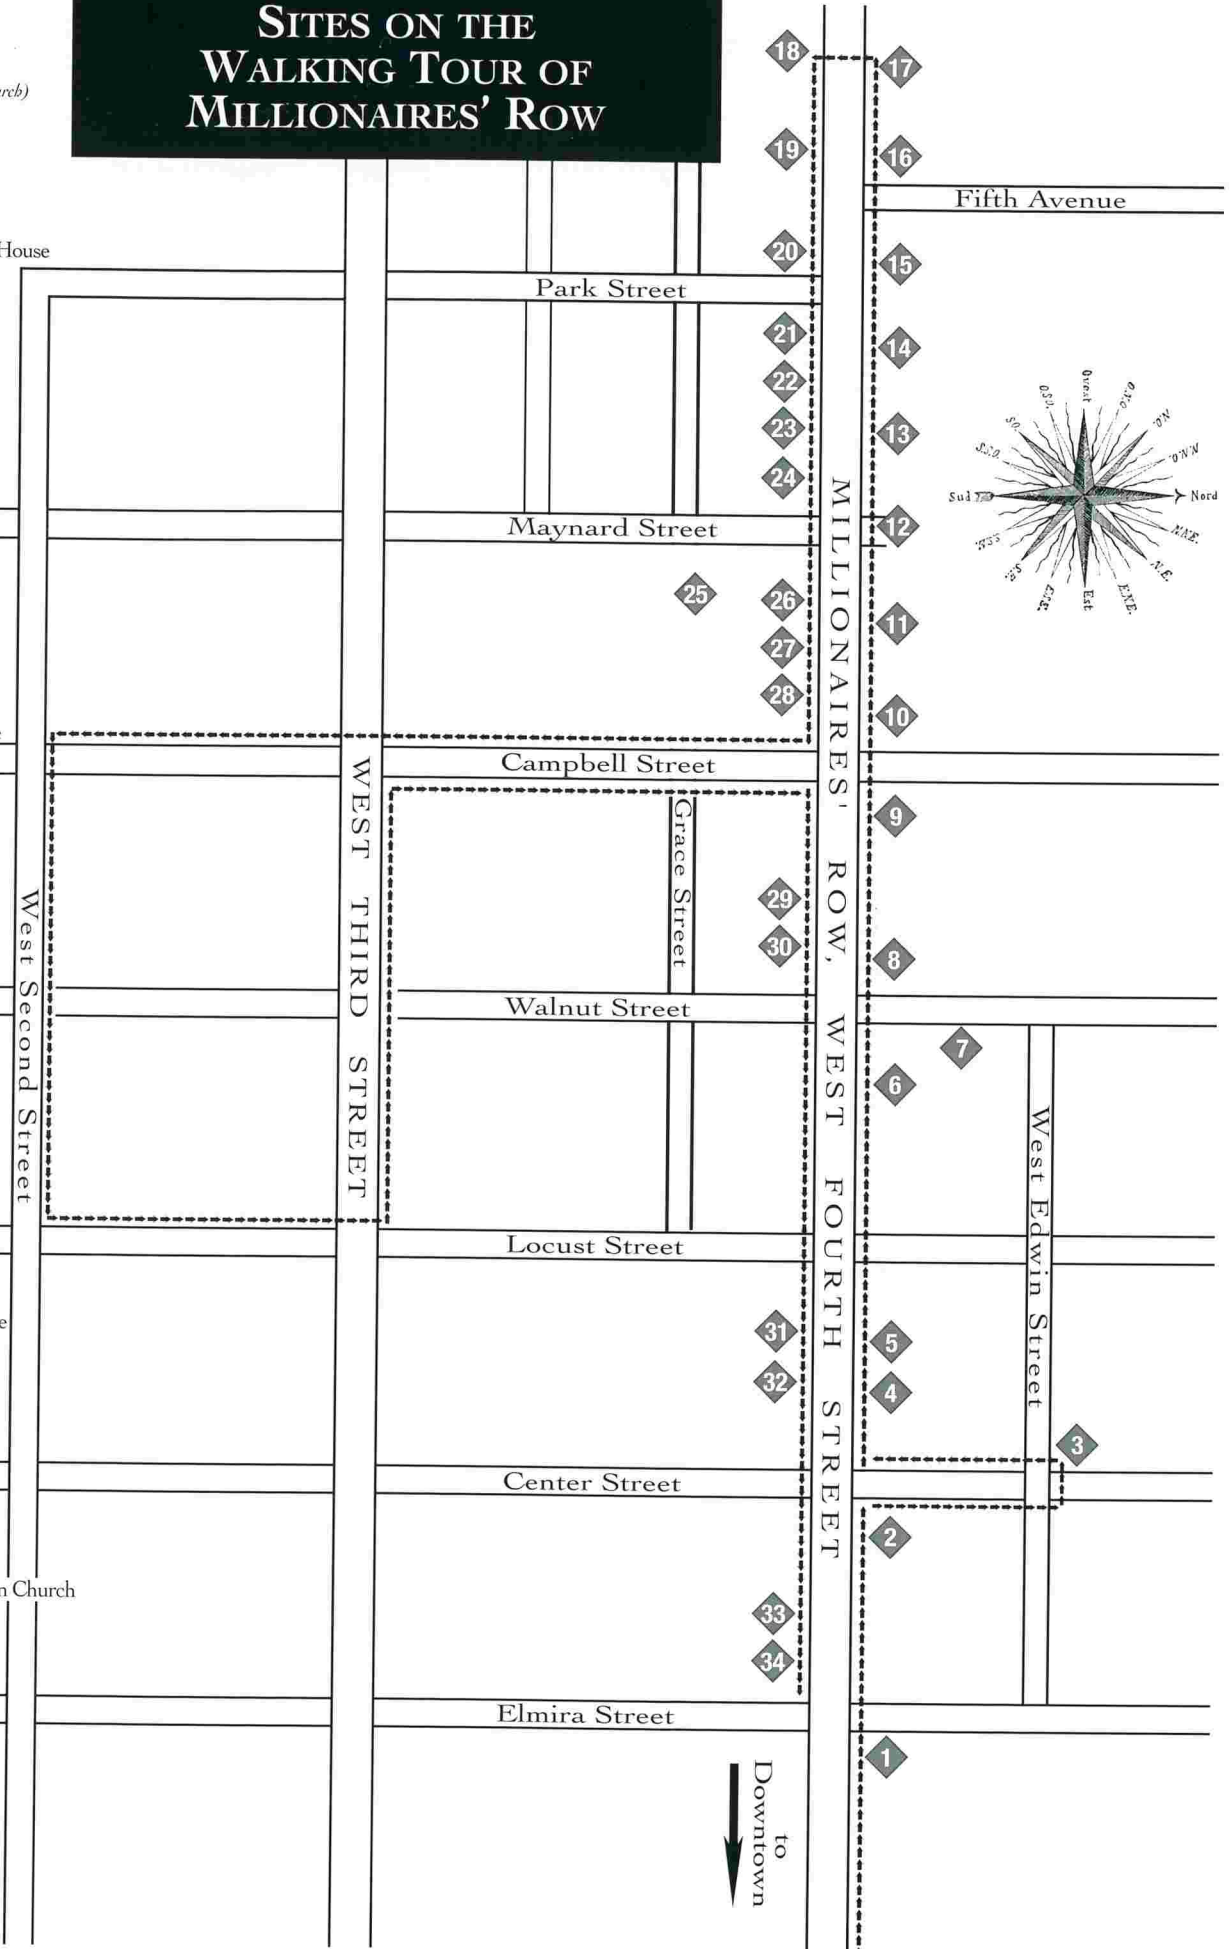 SITES ON THE
WALKING TOUR OF
MILLIONAIRES' ROW
18
17
19
16
Fifth Avenue
House
20
15
Park Street
21
14
22
23
13
24
Ovest
O.N.O.
N.O.
O.N.N.
Nord
N.N.E.
N.E.
E.N.E.
Est
E.S.E.
S.E.
S.S.E.
Sud
S.S.O.
SO.
O.S.O.
Maynard Street
12
25
26
11
27
28
10
Campbell Street
9
Grace Street
29
30
8
Walnut Street
7
6
MILLIONAIRES' ROW, WEST FOURTH STREET
WEST THIRD STREET
West Second Street
West Edwin Street
Locust Street
31
5
32
4
3
Center Street
2
n Church
33
34
Elmira Street
1
to
Downtown